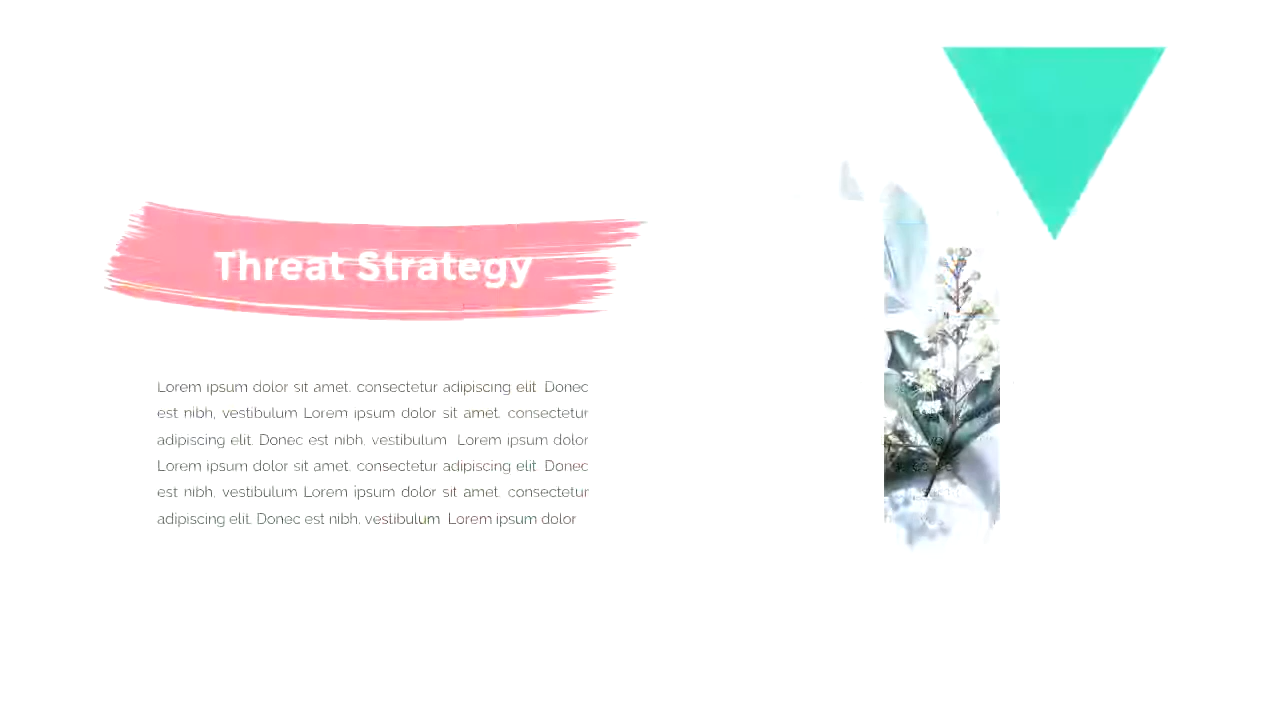 Threat Strategy
Lorem ipsum dolor sit amet, consectetur adipiscing elit. Donec
est nibh, vestibulum Lorem ipsum dolor sit amet, consectetur
adipiscing elit. Donec est nibh, vestibulum. Lorem ipsum dolor
Lorem ipsum dolor sit amet, consectetur adipiscing elit. Donec
est nibh, vestibulum Lorem ipsum dolor sit amet, consectetur
adipiscing elit. Donec est nibh, vestibulum. Lorem ipsum dolor